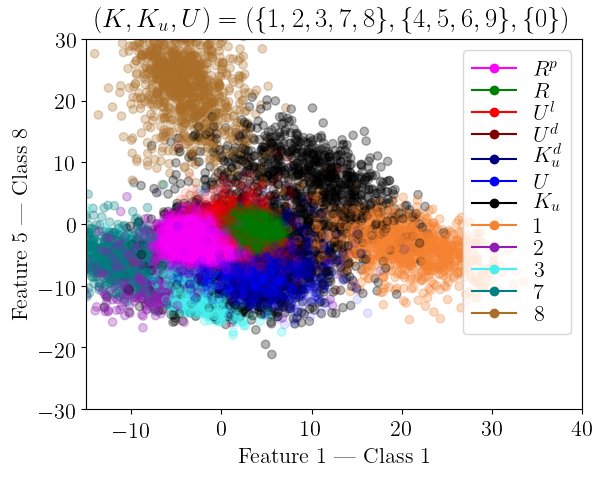 (K, K_u, U) = ({1, 2, 3, 7, 8}, {4, 5, 6, 9}, {0})
30
20
10
0
−10
−20
−30
Feature 5 — Class 8
−10
0
10
20
30
40
Feature 1 — Class 1
R^p
R
U^l
U^d
K_u^d
U
K_u
1
2
3
7
8